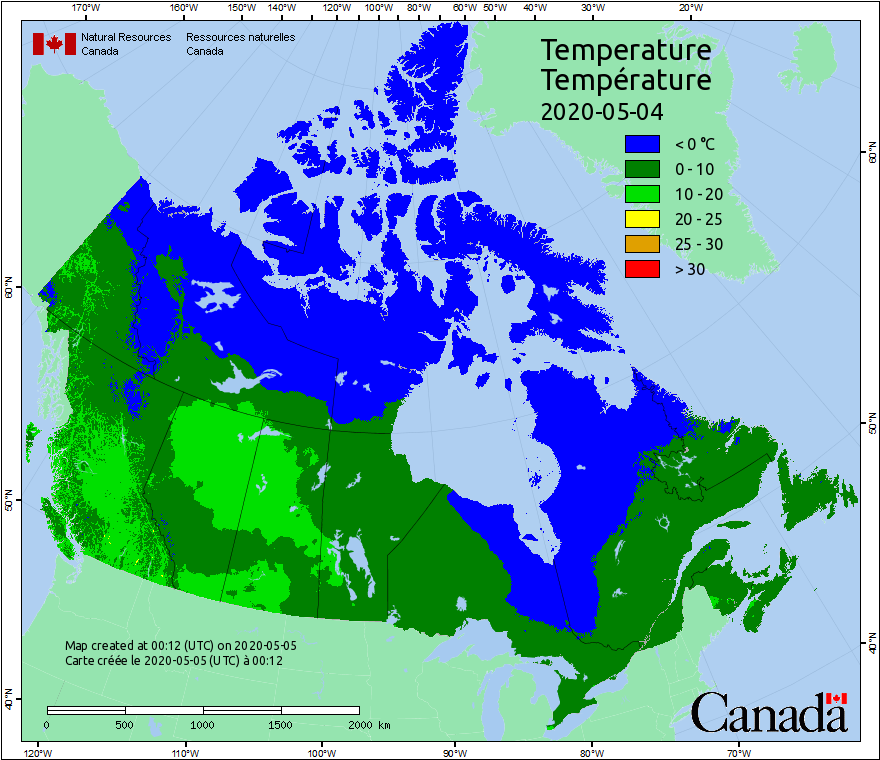 170°W 160°W 150°W 140°W 120°W 100°W 80°W 60°W 50°W 40°W 30°W 20°W
Natural Resources Ressources naturelles
Canada Canada
Temperature
Température
2020-05-04
< 0 °C
0 - 10
10 - 20
20 - 25
25 - 30
> 30
60°N
60°N
50°N
50°N
40°N
40°N
Map created at 00:12 (UTC) on 2020-05-05
Carte créée le 2020-05-05 (UTC) à 00:12
0 500 1000 1500 2000 km
Canada
120°W 110°W 100°W 90°W 80°W 70°W